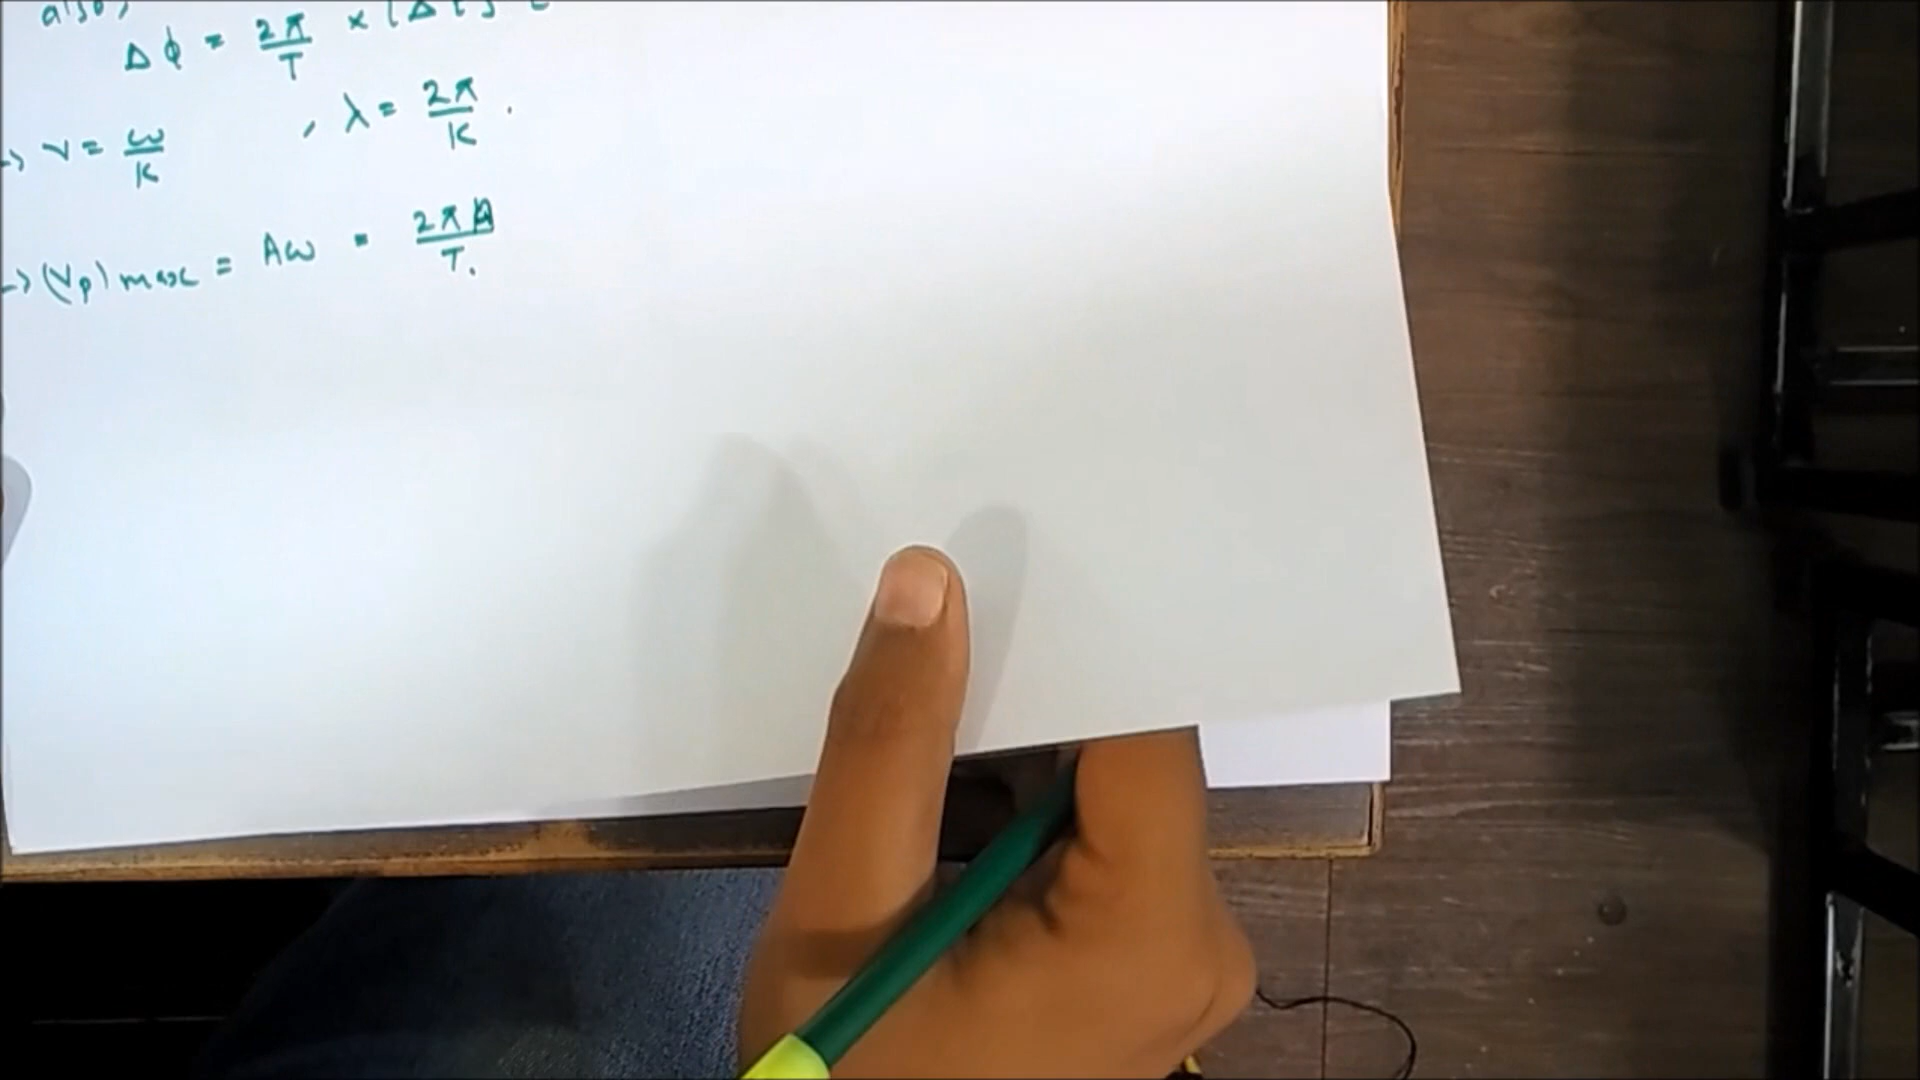 also,
Δφ = 2π/T × (Δt)
→ v = ω/k , λ = 2π/k .
→ (Vp) max = Aω = 2πA/T.